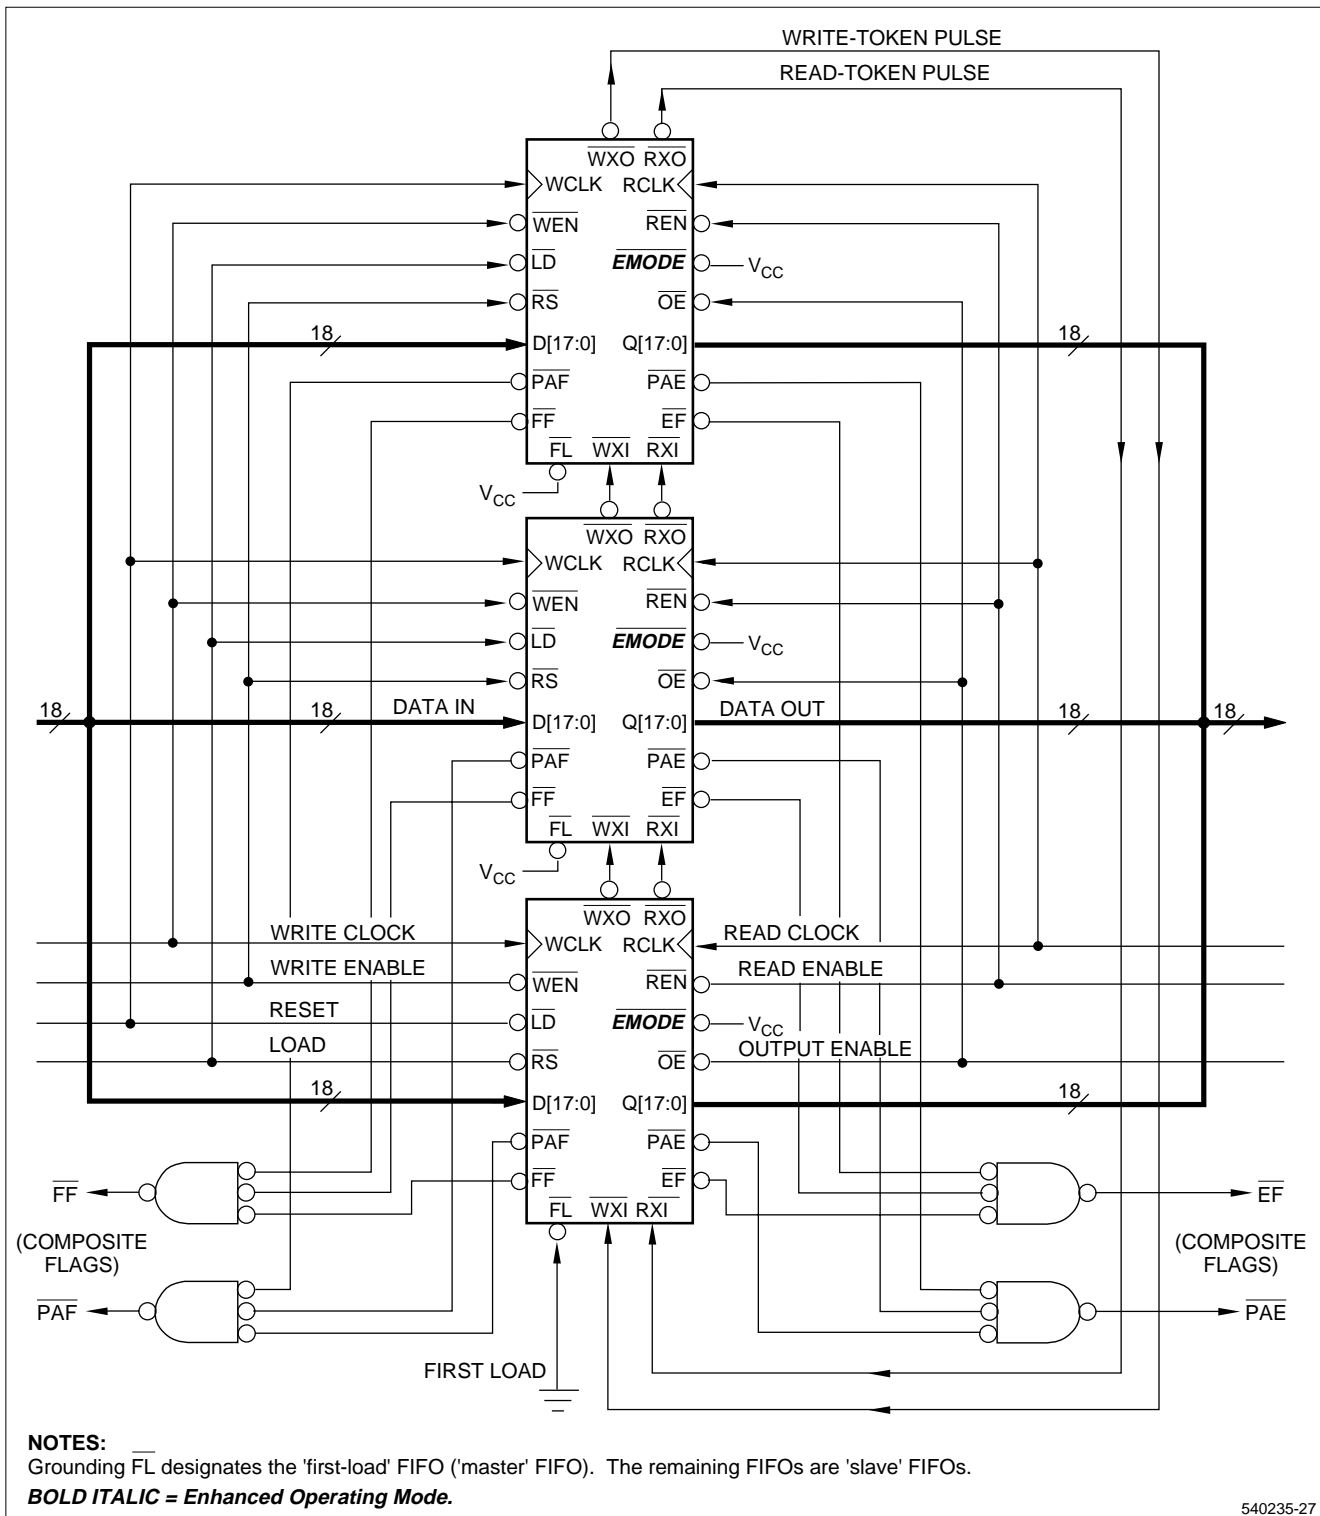 WRITE-TOKEN PULSE
READ-TOKEN PULSE
WXO RXO
WCLK RCLK
WEN REN
LD EMODE VCC
RS OE
18 D[17:0] Q[17:0] 18
PAF PAE
FF EF
FL WXI RXI
VCC
WXO RXO
WCLK RCLK
WEN REN
LD EMODE VCC
RS OE
18 18 DATA IN D[17:0] Q[17:0] DATA OUT 18 18
PAF PAE
FF EF
FL WXI RXI
VCC
WXO RXO
WRITE CLOCK WCLK RCLK READ CLOCK
WRITE ENABLE WEN REN READ ENABLE
RESET LD EMODE VCC
LOAD RS OE OUTPUT ENABLE
18 D[17:0] Q[17:0] 18
PAF PAE
FF FF EF EF
FL WXI RXI
(COMPOSITE FLAGS)
(COMPOSITE FLAGS)
PAF PAE
FIRST LOAD
NOTES:
Grounding FL designates the 'first-load' FIFO ('master' FIFO). The remaining FIFOs are 'slave' FIFOs.
BOLD ITALIC = Enhanced Operating Mode.
540235-27